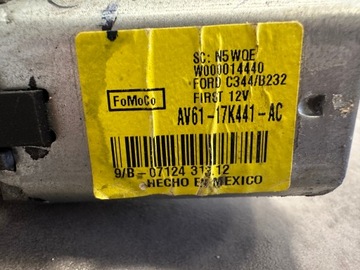 SC: N5WQE
W000014440
FORD C344/B232
FIRST 12V
FoMoCo
AV61-17K441-AC
9/B-07124 313.12
HECHO EN MEXICO